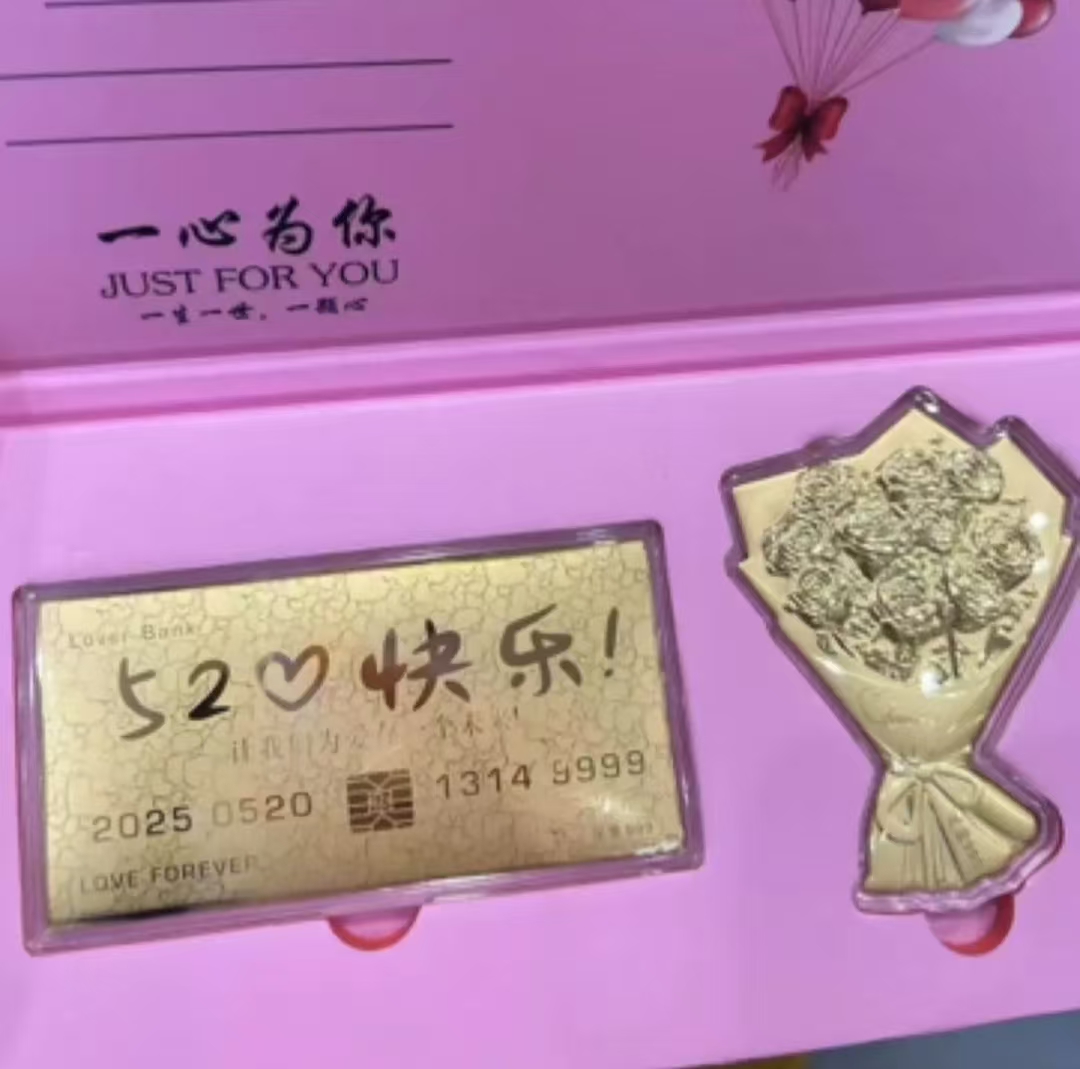 一心为你
JUST FOR YOU
一生一世，一颗心
Lover Bank
52♡快乐！
2025 0520 1314 9999
LOVE FOREVER